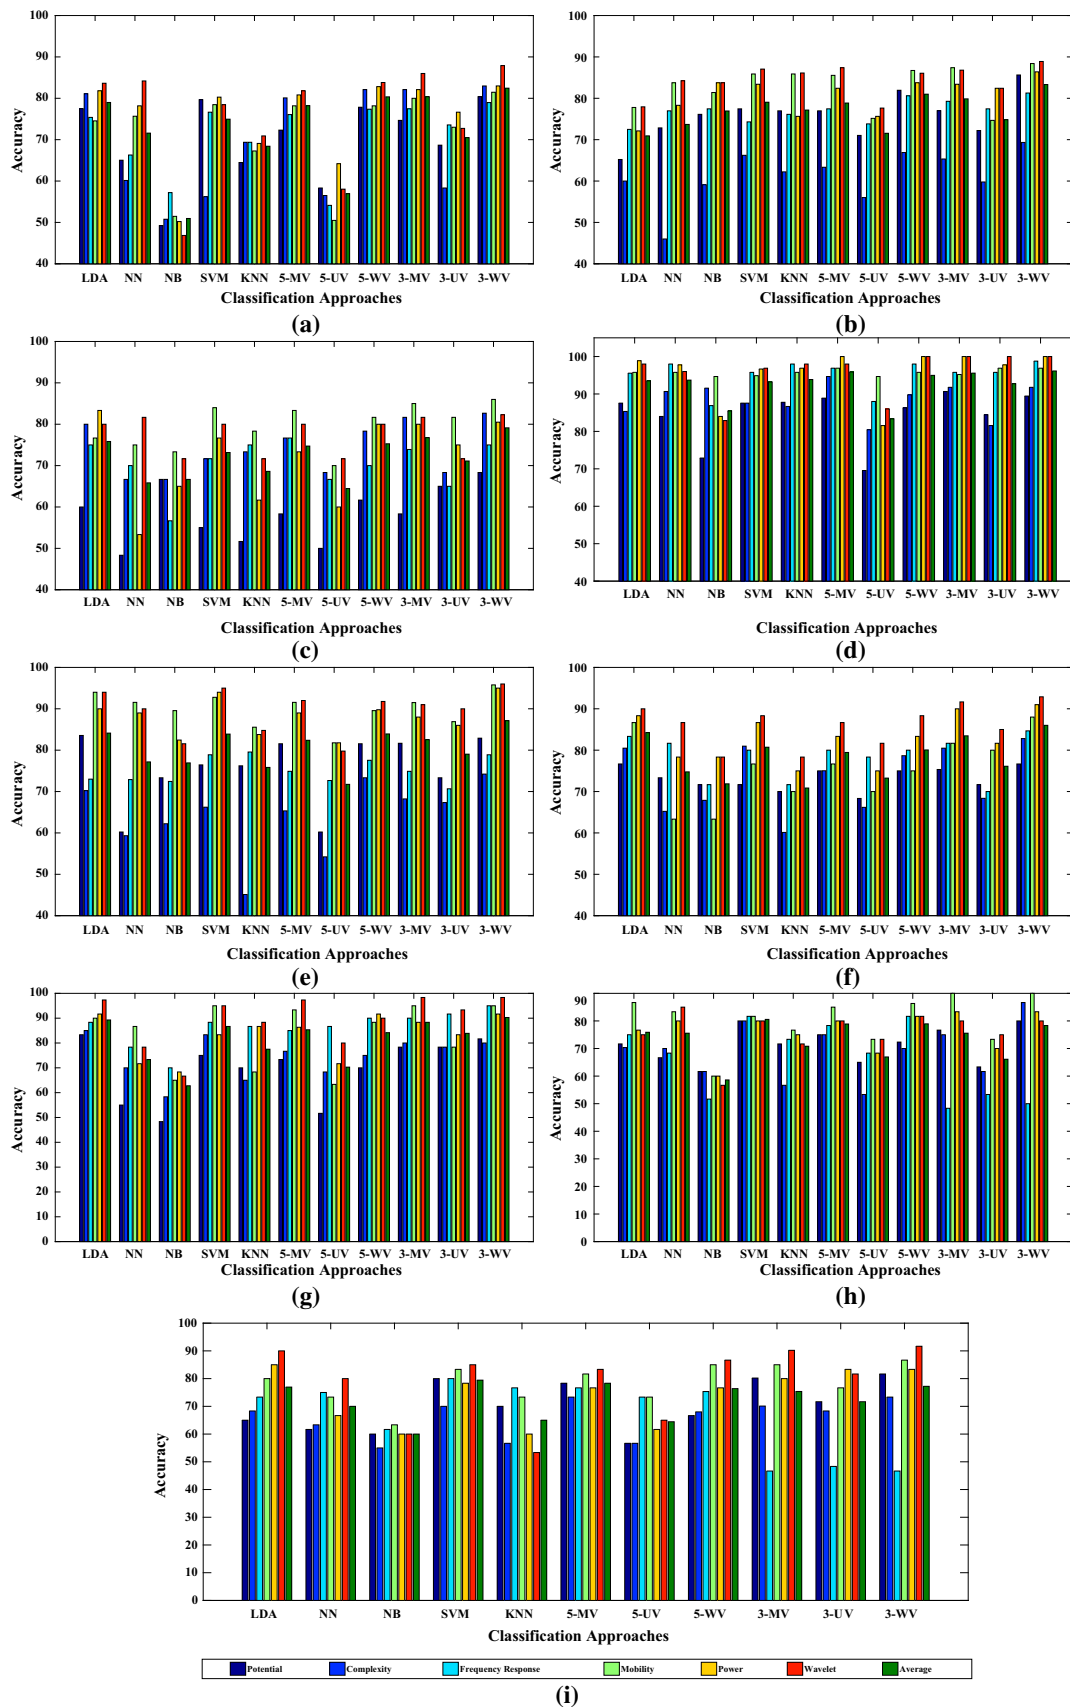 100
90
80
70
60
50
40
Accuracy
LDA NN NB SVM KNN 5-MV 5-UV 5-WV 3-MV 3-UV 3-WV
Classification Approaches
(a)
100
90
80
70
60
50
40
Accuracy
LDA NN NB SVM KNN 5-MV 5-UV 5-WV 3-MV 3-UV 3-WV
Classification Approaches
(b)
100
90
80
70
60
50
40
Accuracy
LDA NN NB SVM KNN 5-MV 5-UV 5-WV 3-MV 3-UV 3-WV
Classification Approaches
(c)
100
90
80
70
60
50
40
Accuracy
LDA NN NB SVM KNN 5-MV 5-UV 5-WV 3-MV 3-UV 3-WV
Classification Approaches
(d)
100
90
80
70
60
50
40
Accuracy
LDA NN NB SVM KNN 5-MV 5-UV 5-WV 3-MV 3-UV 3-WV
Classification Approaches
(e)
100
90
80
70
60
50
40
Accuracy
LDA NN NB SVM KNN 5-MV 5-UV 5-WV 3-MV 3-UV 3-WV
Classification Approaches
(f)
100
90
80
70
60
50
40
30
20
10
0
Accuracy
LDA NN NB SVM KNN 5-MV 5-UV 5-WV 3-MV 3-UV 3-WV
Classification Approaches
(g)
90
80
70
60
50
40
30
20
10
0
Accuracy
LDA NN NB SVM KNN 5-MV 5-UV 5-WV 3-MV 3-UV 3-WV
Classification Approaches
(h)
100
90
80
70
60
50
40
30
20
10
0
Accuracy
LDA NN NB SVM KNN 5-MV 5-UV 5-WV 3-MV 3-UV 3-WV
Classification Approaches
Potential Complexity Frequency Response Mobility Power Wavelet Average
(i)